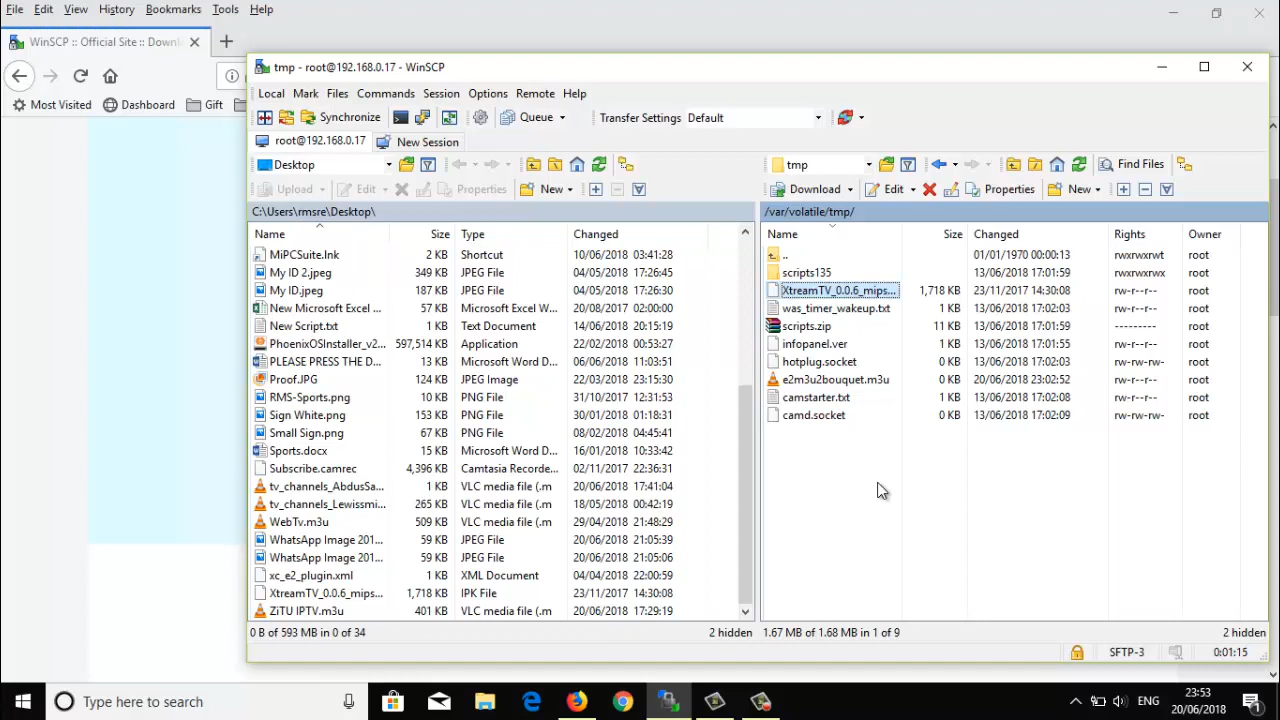 File Edit View History Bookmarks Tools Help
WinSCP :: Official Site :: Downl
tmp - root@192.168.0.17 - WinSCP
Most Visited Dashboard Gift
Local Mark Files Commands Session Options Remote Help
Synchronize Queue Transfer Settings Default
root@192.168.0.17 New Session
Desktop tmp Find Files
Upload Edit Properties New Download Edit Properties New
C:\Users\rmsre\Desktop\ /var/volatile/tmp/
Name Size Type Changed Name Size Changed Rights Owner
MiPCSuite.lnk 2 KB Shortcut 10/06/2018 03:41:28 .. 01/01/1970 00:00:13 rwxrwxrwt root
My ID 2.jpeg 349 KB JPEG File 04/05/2018 17:26:45 scripts135 13/06/2018 17:01:59 rwxrwxrwx root
My ID.jpeg 187 KB JPEG File 04/05/2018 17:26:30 XtreamTV_0.0.6_mips... 1,718 KB 23/11/2017 14:30:08 rw-r--r-- root
New Microsoft Excel ... 20/08/2017 02:00:00 Microsoft Excel W... was_timer_wakeup.txt 1 KB 13/06/2018 17:02:03 rw-r--r-- root
New Script.txt 1 KB Text Document 14/06/2018 20:15:19 scripts.zip 11 KB 13/06/2018 17:01:59 --------- root
PhoenixOSInstaller_v2... 597,514 KB Application 22/02/2018 00:53:27 infopanel.ver 1 KB 13/06/2018 17:01:55 rw-r--r-- root
PLEASE PRESS THE D... 13 KB Microsoft Word D... 06/06/2018 11:03:51 hotplug.socket 0 KB 13/06/2018 17:02:03 rw-rw-rw- root
Proof.JPG 124 KB JPEG Image 22/03/2018 23:15:30 e2m3u2bouquet.m3u 0 KB 20/06/2018 23:02:52 rw-r--r-- root
RMS-Sports.png 10 KB PNG File 31/10/2017 12:31:53 camstarter.txt 1 KB 13/06/2018 17:02:08 rw-r--r-- root
Sign White.png 153 KB PNG File 30/01/2018 01:18:31 camd.socket 0 KB 13/06/2018 17:02:09 rw-rw-rw- root
Small Sign.png 67 KB PNG File 08/02/2018 04:45:41
Sports.docx 15 KB Microsoft Word D... 16/01/2018 10:33:42
Subscribe.camrec 4,396 KB Camtasia Recorde... 02/11/2017 22:36:31
tv_channels_AbdusSa... 1 KB VLC media file (.m 20/06/2018 17:41:04
tv_channels_Lewissmi... 265 KB VLC media file (.m 18/05/2018 00:42:19
WebTv.m3u 509 KB VLC media file (.m 29/04/2018 21:48:29
WhatsApp Image 201... 59 KB JPEG File 20/06/2018 21:05:39
WhatsApp Image 201... 59 KB JPEG File 20/06/2018 21:05:06
xc_e2_plugin.xml 1 KB XML Document 04/04/2018 22:00:59
XtreamTV_0.0.6_mips... 1,718 KB IPK File 23/11/2017 14:30:08
ZiTU IPTV.m3u 401 KB VLC media file (.m 20/06/2018 17:29:19
0 B of 593 MB in 0 of 34 2 hidden 1.67 MB of 1.68 MB in 1 of 9 2 hidden
SFTP-3 0:01:15
Type here to search ENG 23:53
20/06/2018 1